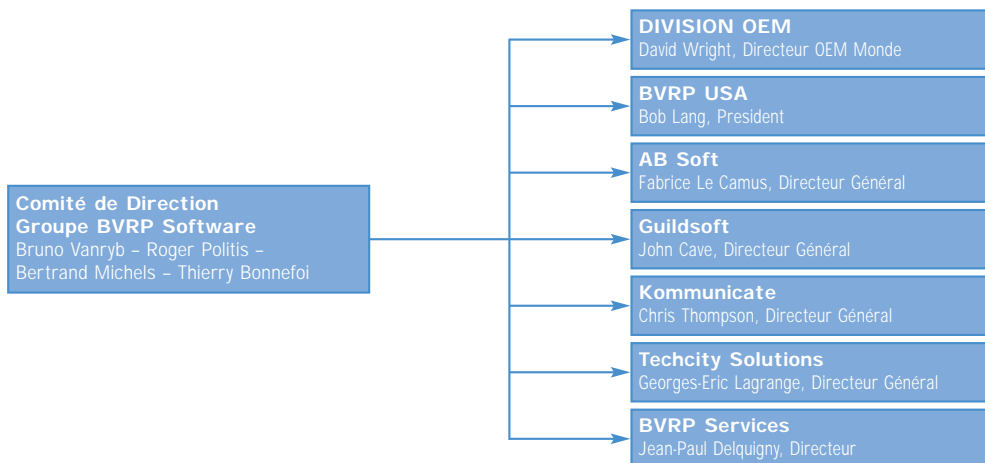 Comité de Direction
Groupe BVRP Software
Bruno Vanryb – Roger Politis –
Bertrand Michels – Thierry Bonnefoi
DIVISION OEM
David Wright, Directeur OEM Monde
BVRP USA
Bob Lang, President
AB Soft
Fabrice Le Camus, Directeur Général
Guildsoft
John Cave, Directeur Général
Kommunicate
Chris Thompson, Directeur Général
Techcity Solutions
Georges-Eric Lagrange, Directeur Général
BVRP Services
Jean-Paul Delquigny, Directeur